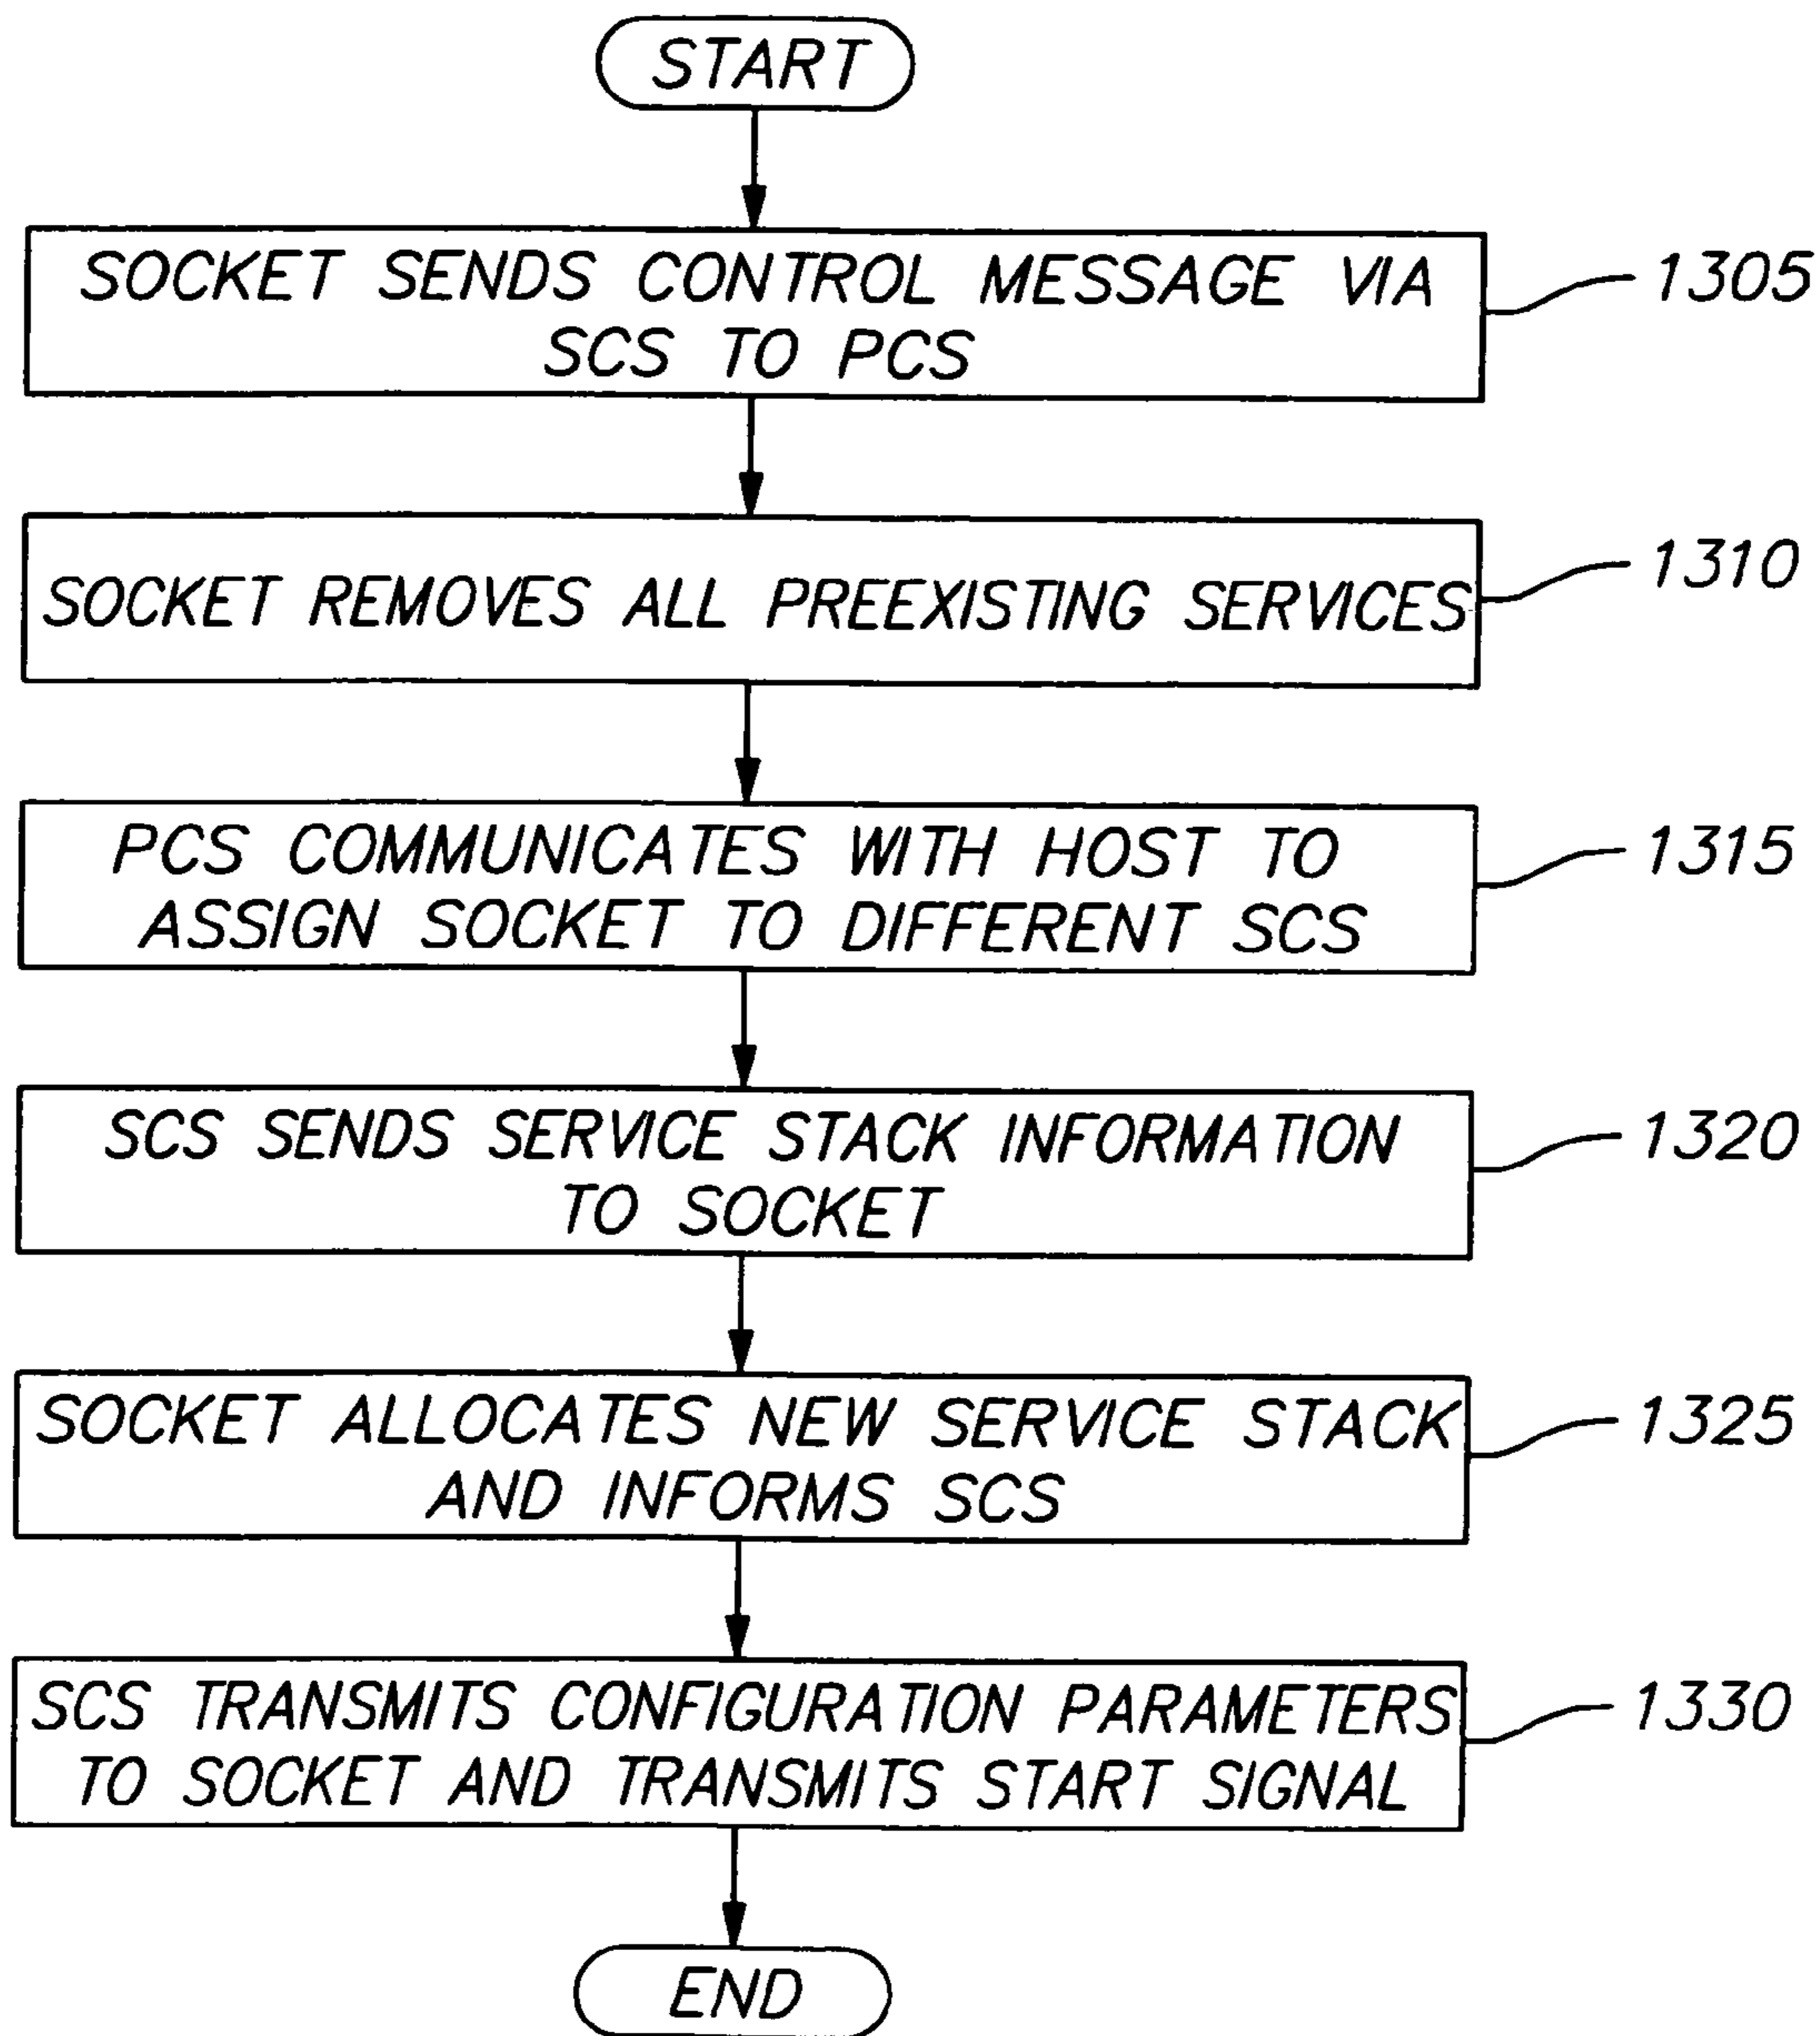 START
SOCKET SENDS CONTROL MESSAGE VIA
SCS TO PCS
1305
SOCKET REMOVES ALL PREEXISTING SERVICES
1310
PCS COMMUNICATES WITH HOST TO
ASSIGN SOCKET TO DIFFERENT SCS
1315
SCS SENDS SERVICE STACK INFORMATION
TO SOCKET
1320
SOCKET ALLOCATES NEW SERVICE STACK
AND INFORMS SCS
1325
SCS TRANSMITS CONFIGURATION PARAMETERS
TO SOCKET AND TRANSMITS START SIGNAL
1330
END